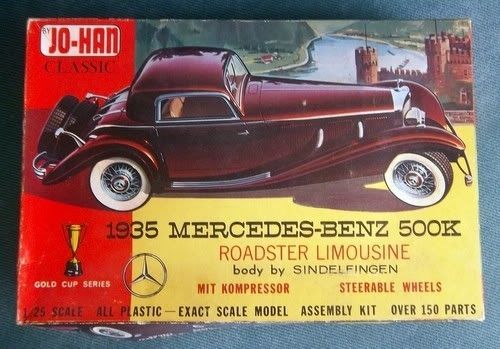 BY JO-HAN
CLASSIC
1935 MERCEDES-BENZ 500K
ROADSTER LIMOUSINE
body by SINDELFINGEN
MIT KOMPRESSOR STEERABLE WHEELS
GOLD CUP SERIES
1/25 SCALE ALL PLASTIC — EXACT SCALE MODEL ASSEMBLY KIT OVER 150 PARTS